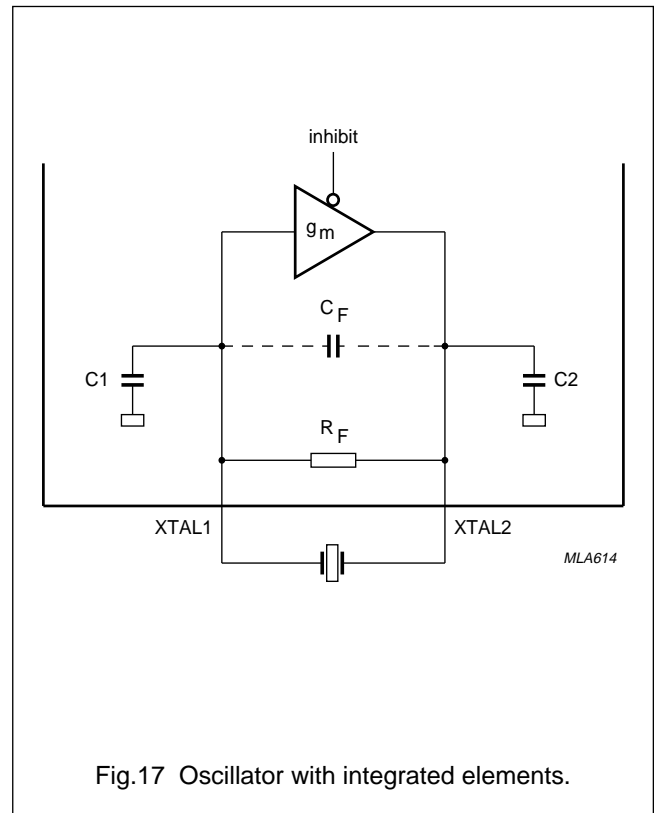 inhibit
g m
C F
C1
C2
R F
XTAL1
XTAL2
MLA614
Fig.17 Oscillator with integrated elements.